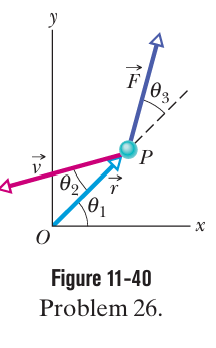 y
F θ3
P
v θ2 r
θ1
O x
Figure 11-40
Problem 26.